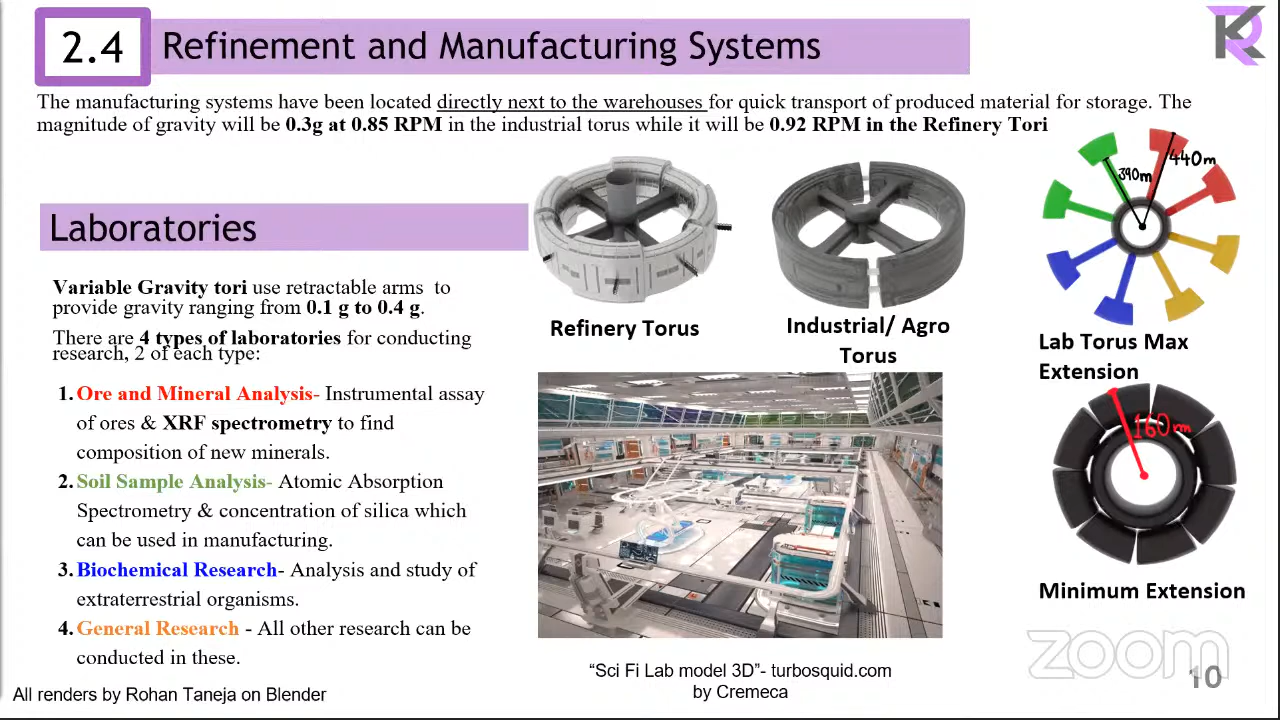 2.4
Refinement and Manufacturing Systems
The manufacturing systems have been located directly next to the warehouses for quick transport of produced material for storage. The
magnitude of gravity will be 0.3g at 0.85 RPM in the industrial torus while it will be 0.92 RPM in the Refinery Tori
Laboratories
Variable Gravity tori use retractable arms to
provide gravity ranging from 0.1 g to 0.4 g.
There are 4 types of laboratories for conducting
research, 2 of each type:
1. Ore and Mineral Analysis- Instrumental assay
of ores & XRF spectrometry to find
composition of new minerals.
2. Soil Sample Analysis- Atomic Absorption
Spectrometry & concentration of silica which
can be used in manufacturing.
3. Biochemical Research- Analysis and study of
extraterrestrial organisms.
4. General Research - All other research can be
conducted in these.
All renders by Rohan Taneja on Blender
Refinery Torus
Industrial/ Agro
Torus
“Sci Fi Lab model 3D”- turbosquid.com
by Cremeca
390m
440m
Lab Torus Max
Extension
160m
Minimum Extension
zoom
10